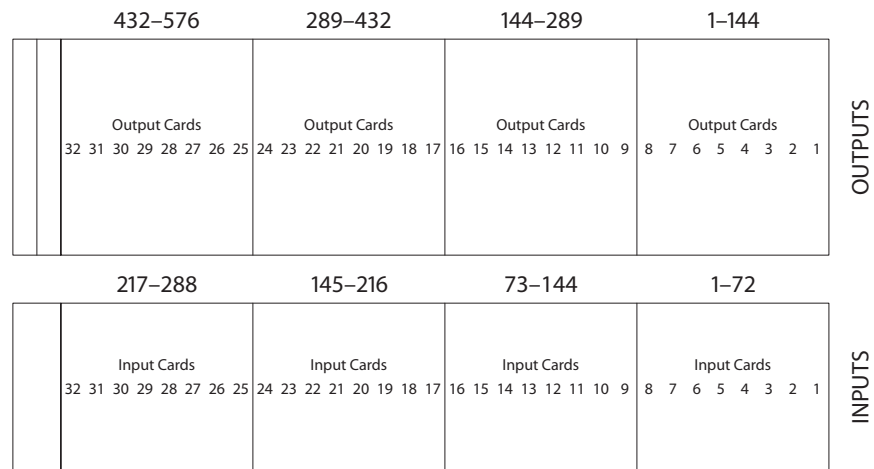 432–576 289–432 144–289 1–144
Output Cards Output Cards Output Cards Output Cards
32 31 30 29 28 27 26 25 24 23 22 21 20 19 18 17 16 15 14 13 12 11 10 9 8 7 6 5 4 3 2 1
OUTPUTS
217–288 145–216 73–144 1–72
Input Cards Input Cards Input Cards Input Cards
32 31 30 29 28 27 26 25 24 23 22 21 20 19 18 17 16 15 14 13 12 11 10 9 8 7 6 5 4 3 2 1
INPUTS